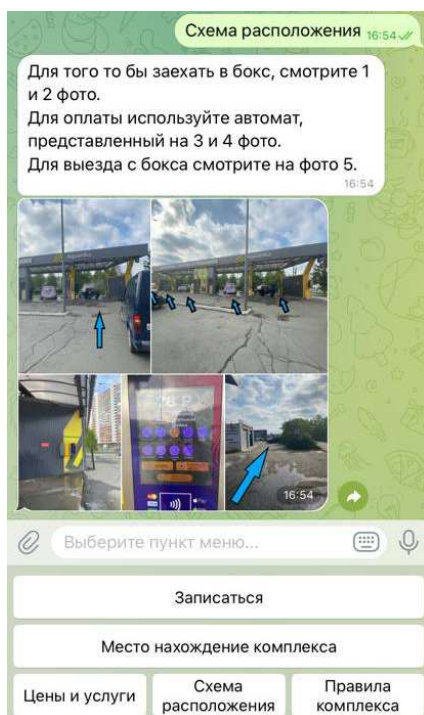 Схема расположения 16:54
Для того то бы заехать в бокс, смотрите 1
и 2 фото.
Для оплаты используйте автомат,
представленный на 3 и 4 фото.
Для выезда с бокса смотрите на фото 5.
16:54
16:54
Выберите пункт меню...
Записаться
Место нахождение комплекса
Цены и услуги
Схема
расположения
Правила
комплекса